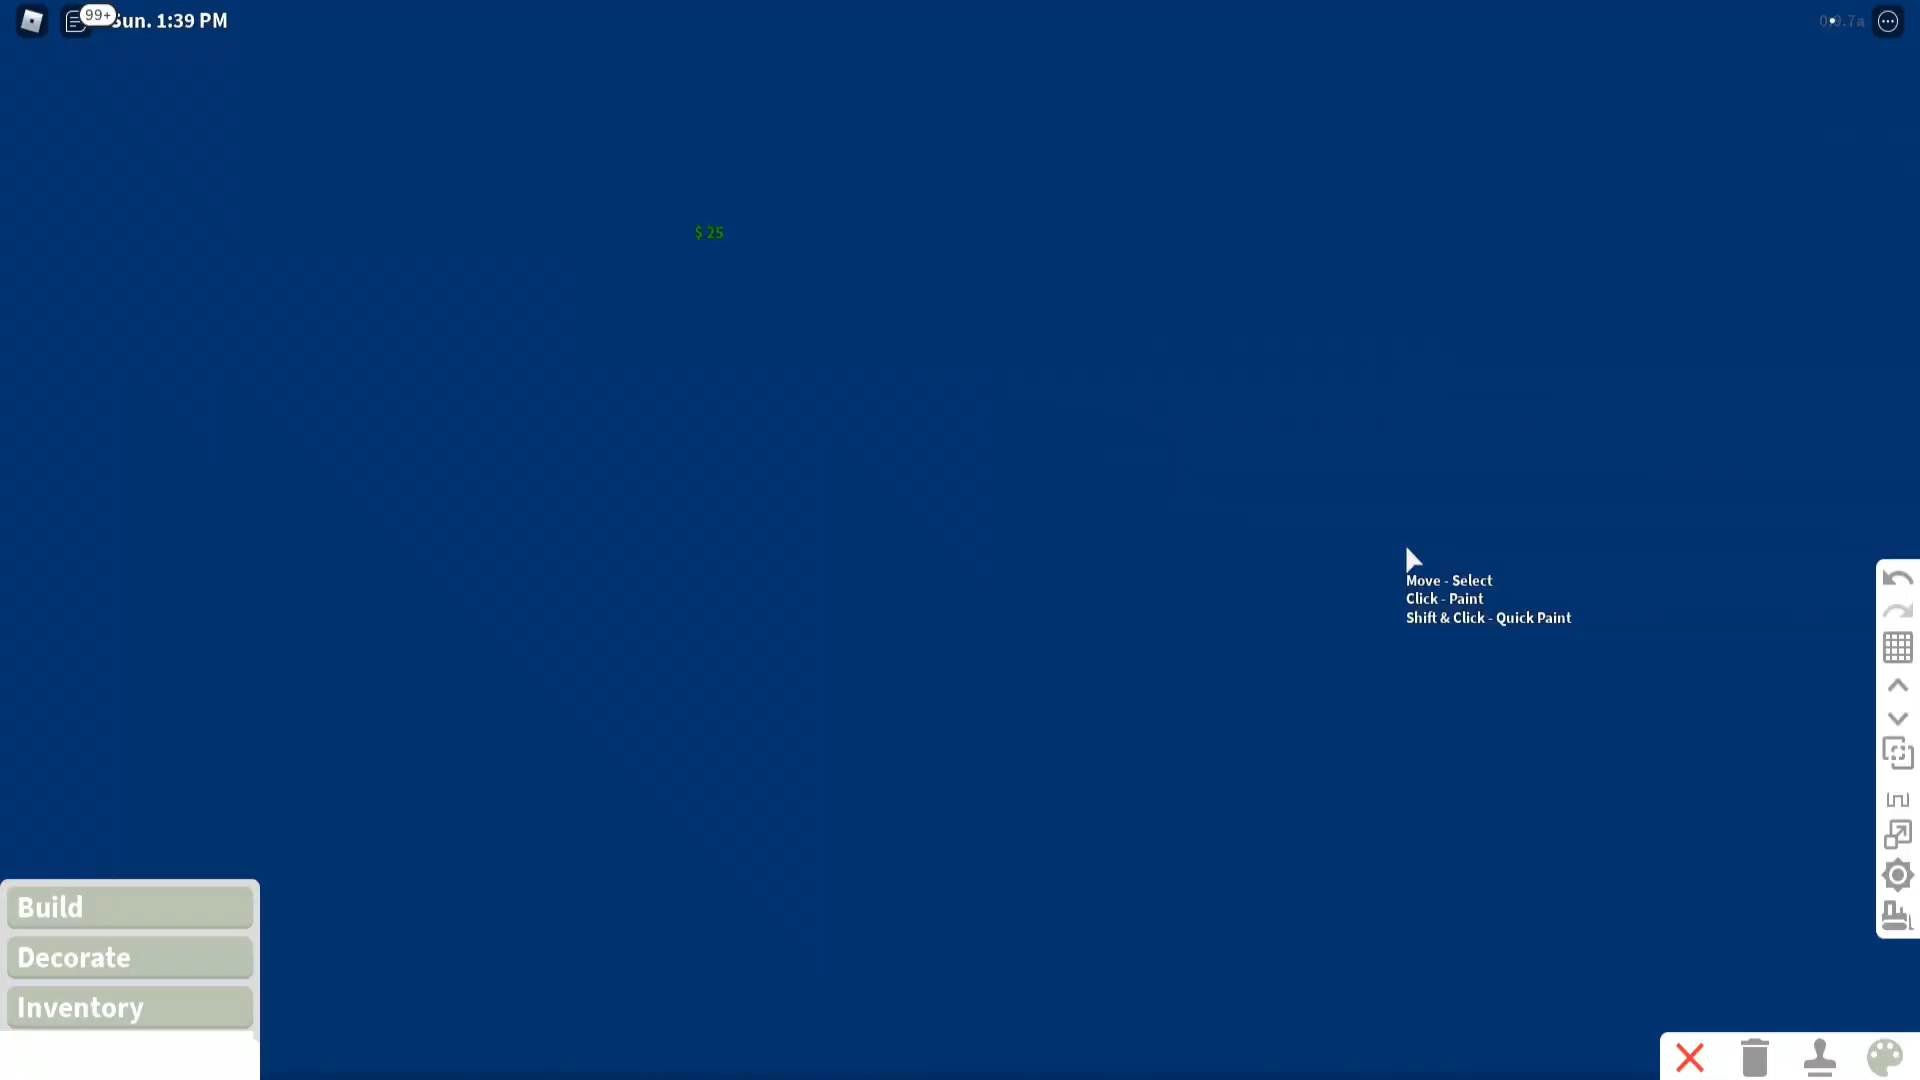 99+
Sun. 1:39 PM
$ 25
Move - Select
Click - Paint
Shift & Click - Quick Paint
Build
Decorate
Inventory